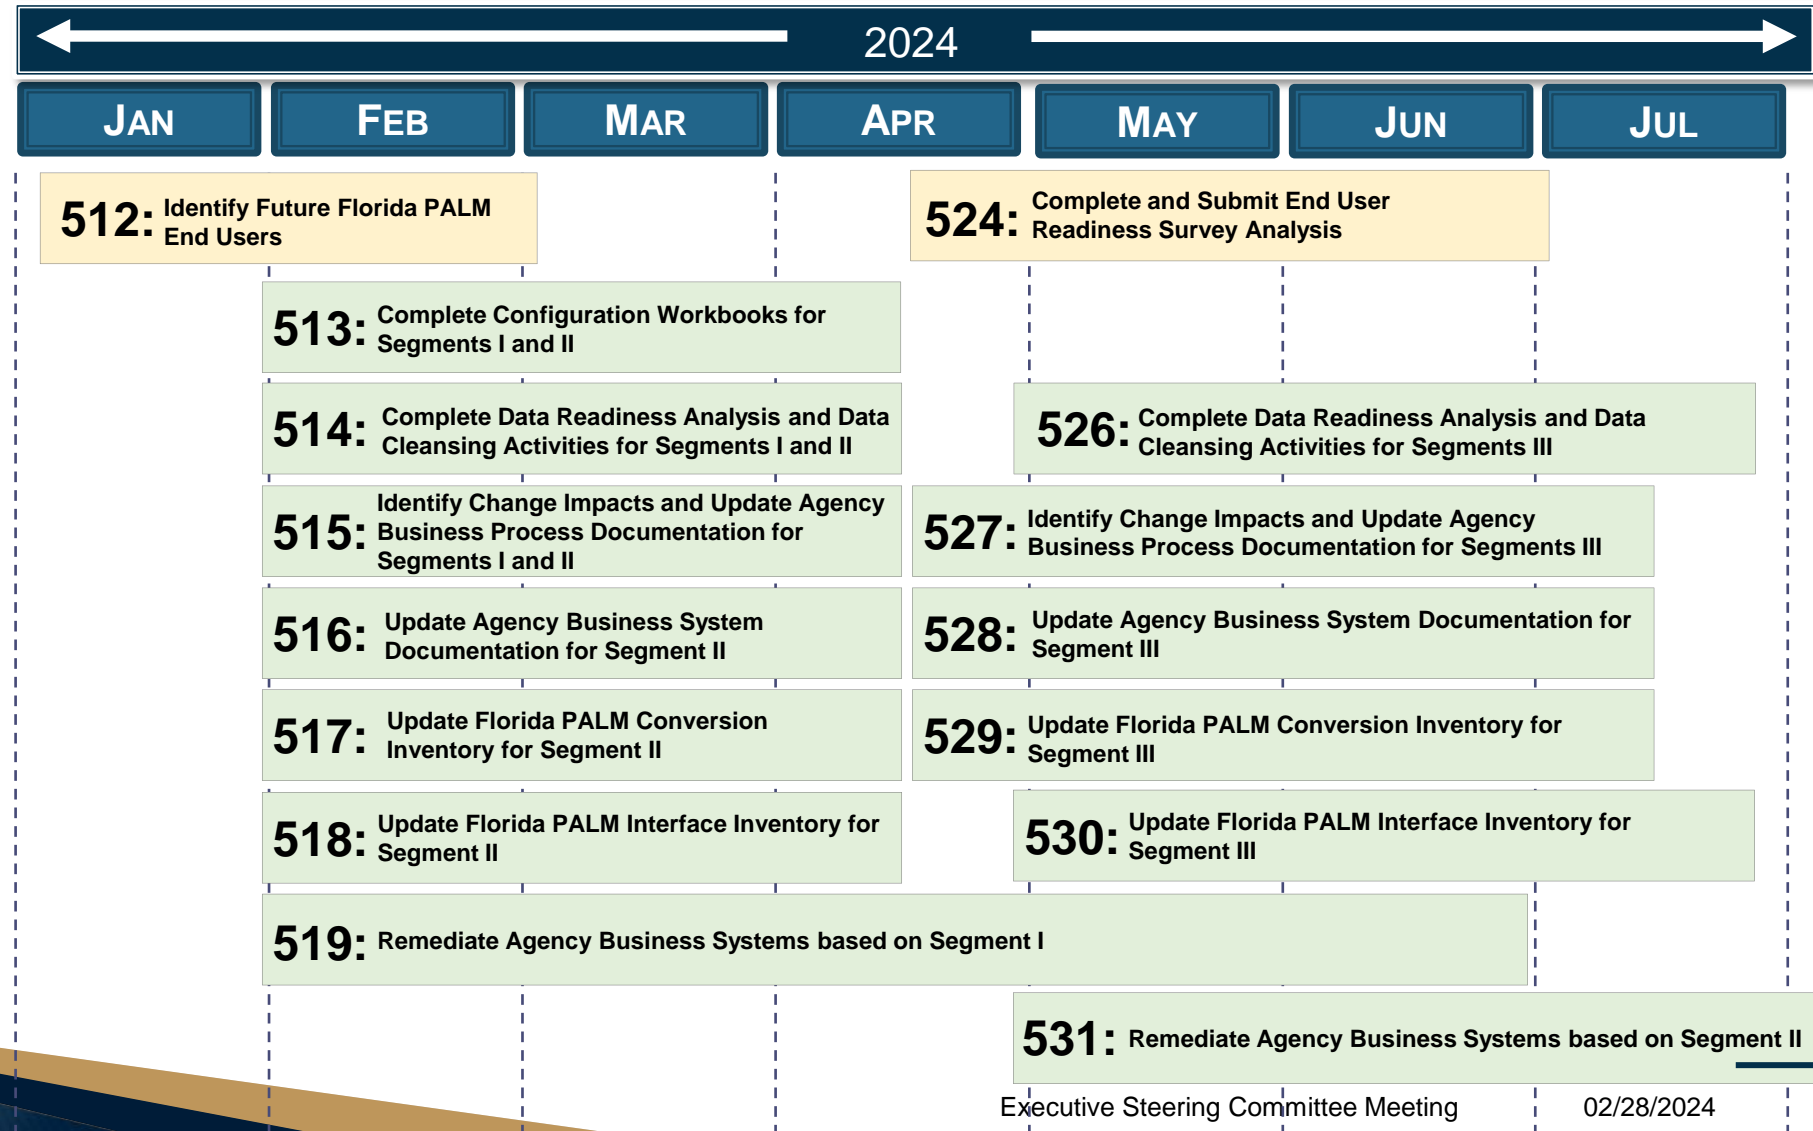 2024
JAN
FEB
MAR
APR
MAY
JUN
JUL
512: Identify Future Florida PALM
End Users
524: Complete and Submit End User
Readiness Survey Analysis
513: Complete Configuration Workbooks for
Segments I and II
514: Complete Data Readiness Analysis and Data
Cleansing Activities for Segments I and II
526: Complete Data Readiness Analysis and Data
Cleansing Activities for Segments III
515: Identify Change Impacts and Update Agency
Business Process Documentation for
Segments I and II
527: Identify Change Impacts and Update Agency
Business Process Documentation for Segments III
516: Update Agency Business System
Documentation for Segment II
528: Update Agency Business System Documentation for
Segment III
517: Update Florida PALM Conversion
Inventory for Segment II
529: Update Florida PALM Conversion Inventory for
Segment III
518: Update Florida PALM Interface Inventory for
Segment II
530: Update Florida PALM Interface Inventory for
Segment III
519: Remediate Agency Business Systems based on Segment I
531: Remediate Agency Business Systems based on Segment II
Executive Steering Committee Meeting 02/28/2024